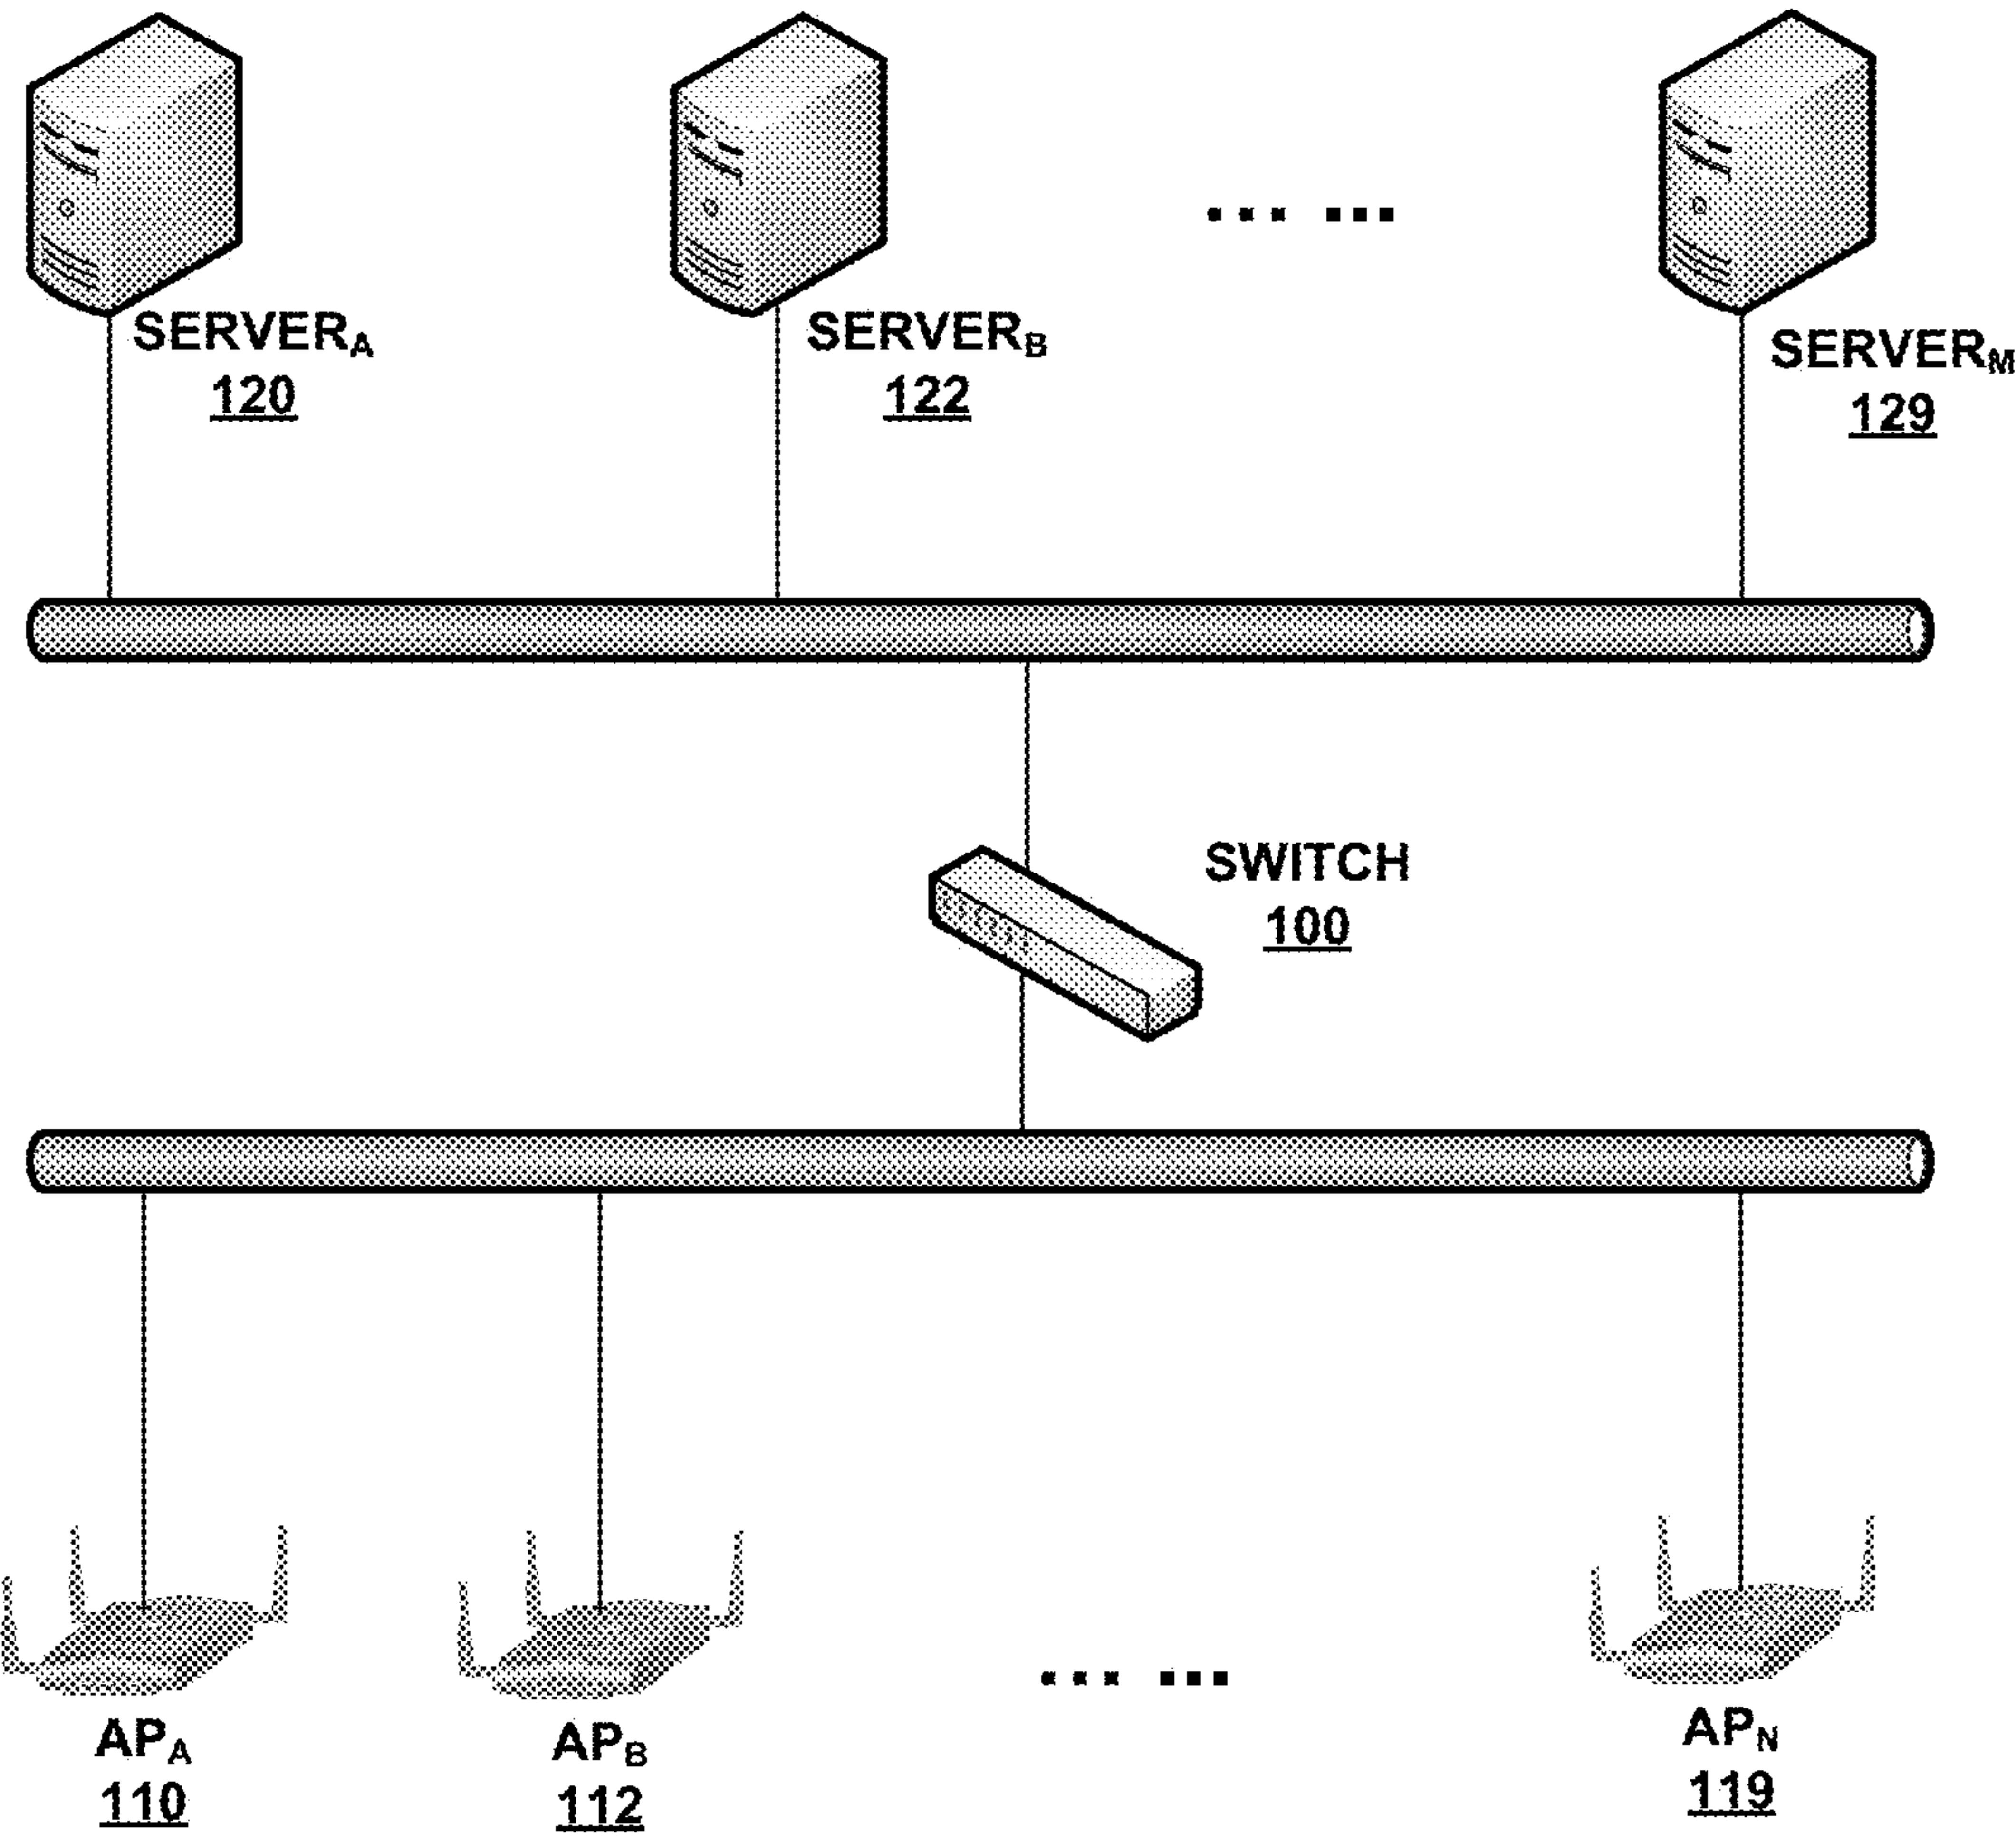 SERVERA
120
SERVERB
122
... ...
SERVERM
129
SWITCH
100
... ...
APA
110
APB
112
APN
119